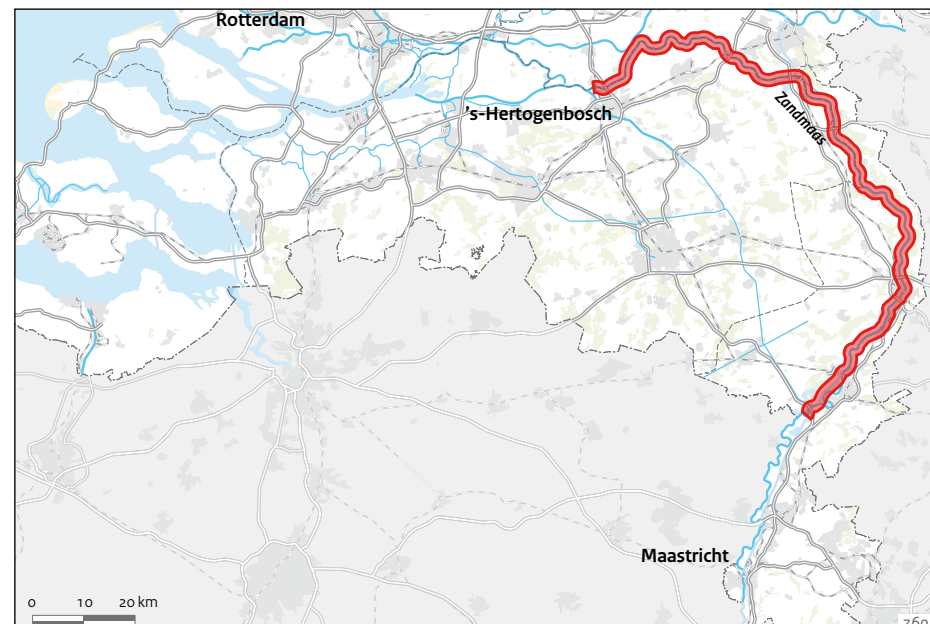 Rotterdam
's-Hertogenbosch
Zandmaas
Maastricht
0 10 20 km